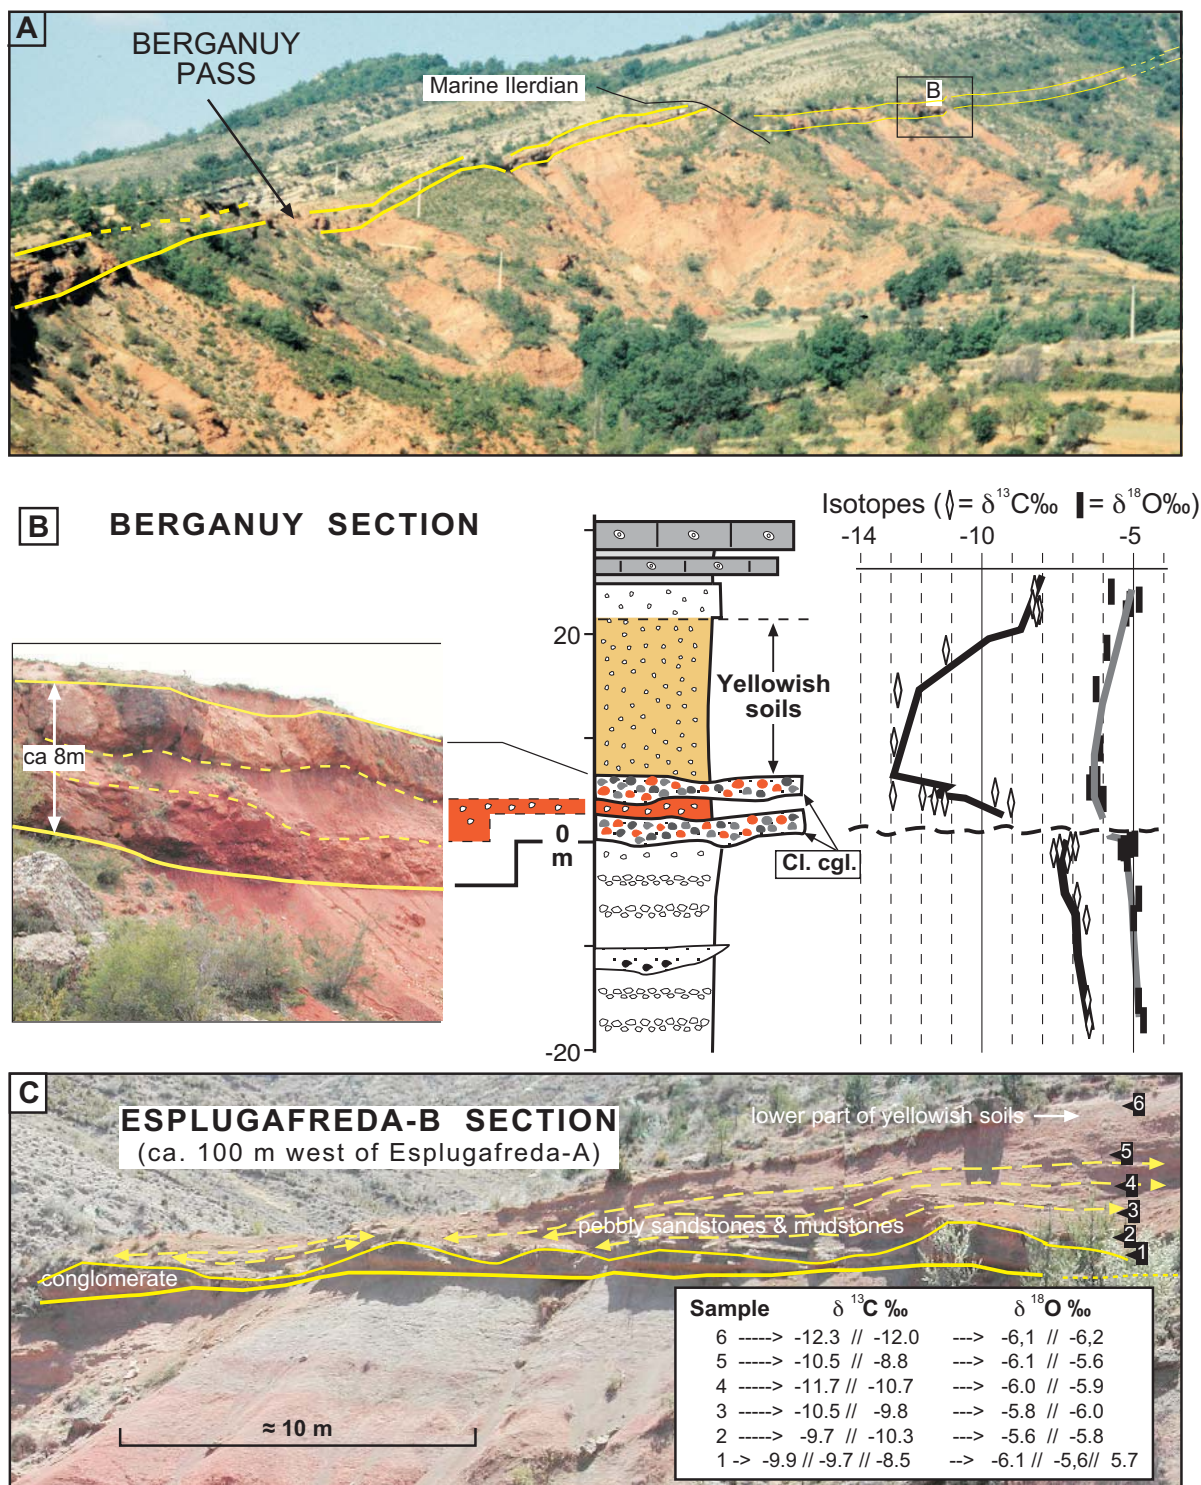 A
BERGANUY
PASS
Marine Ilerdian
B
B BERGANUY SECTION
Isotopes (◊= δ¹³C‰ ▮= δ¹⁸O‰)
-14 -10 -5
20
Yellowish
soils
ca 8m
0
m
Cl. cgl.
-20
C
ESPLUGAFREDA-B SECTION
(ca. 100 m west of Esplugafreda-A)
lower part of yellowish soils
6
5
4
3
pebbly sandstones & mudstones
2
1
conglomerate
Sample δ ¹³C ‰ δ ¹⁸O ‰
6 -----> -12.3 // -12.0 ---> -6,1 // -6,2
5 -----> -10.5 // -8.8 ---> -6.1 // -5.6
4 -----> -11.7 // -10.7 ---> -6.0 // -5.9
3 -----> -10.5 // -9.8 ---> -5.8 // -6.0
2 -----> -9.7 // -10.3 ---> -5.6 // -5.8
1 -> -9.9 // -9.7 // -8.5 --> -6.1 // -5,6// 5.7
≈ 10 m